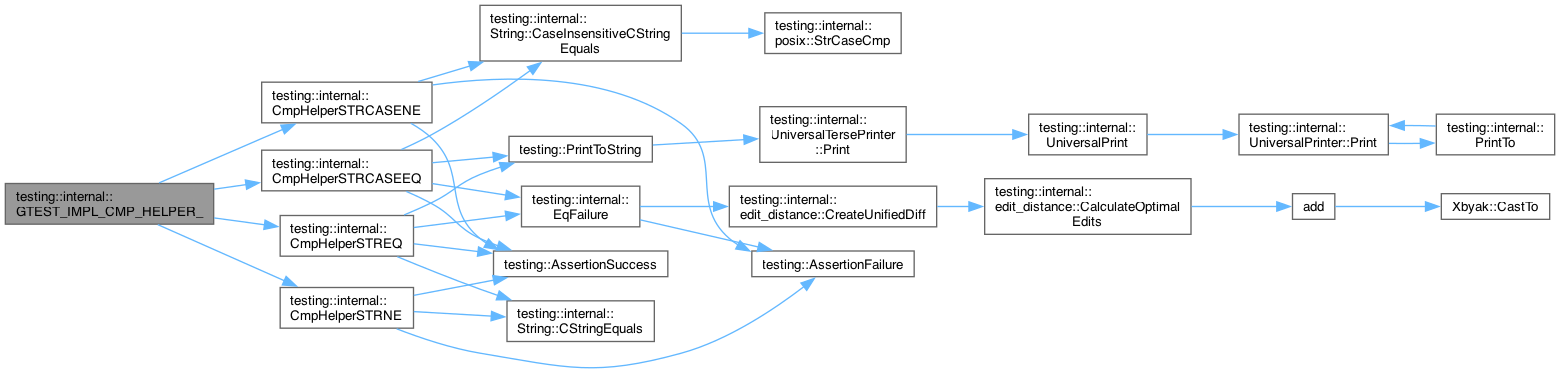 testing::internal::
GTEST_IMPL_CMP_HELPER_
testing::internal::
CmpHelperSTRCASENE
testing::internal::
CmpHelperSTRCASEEQ
testing::internal::
CmpHelperSTREQ
testing::internal::
CmpHelperSTRNE
testing::internal::
String::CaseInsensitiveCString
Equals
testing::PrintToString
testing::internal::
EqFailure
testing::AssertionSuccess
testing::internal::
String::CStringEquals
testing::internal::
posix::StrCaseCmp
testing::internal::
UniversalTersePrinter
::Print
testing::internal::
edit_distance::CreateUnifiedDiff
testing::AssertionFailure
testing::internal::
UniversalPrint
testing::internal::
edit_distance::CalculateOptimal
Edits
testing::internal::
UniversalPrinter::Print
add
testing::internal::
PrintTo
Xbyak::CastTo